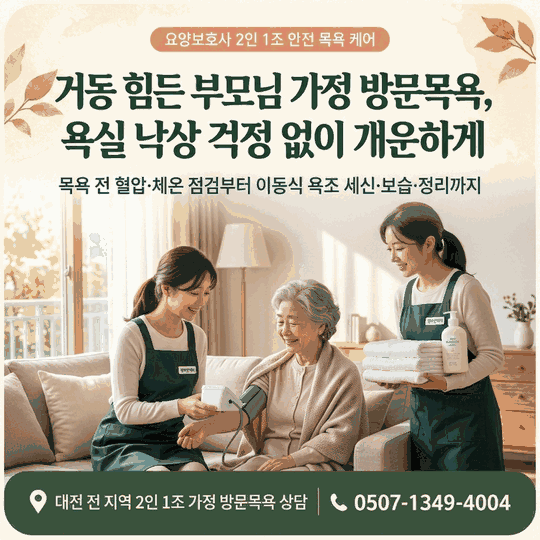 요양보호사 2인 1조 안전 목욕 케어
거동 힘든 부모님 가정 방문목욕,
욕실 낙상 걱정 없이 개운하게
목욕 전 혈압·체온 점검부터 이동식 욕조 세신·보습·정리까지
대전 전 지역 2인 1조 가정 방문목욕 상담
0507-1349-4004